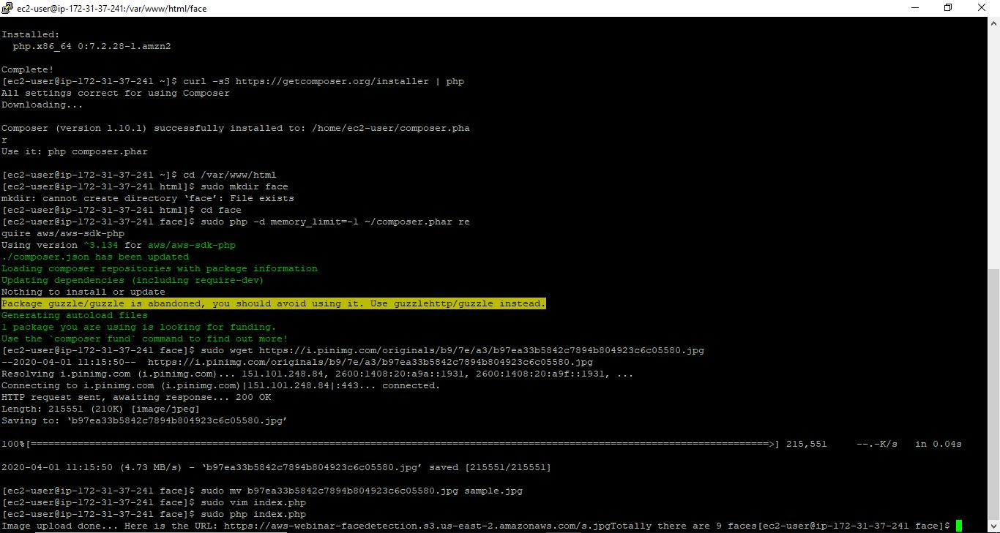 ec2-user@ip-172-31-37-241:/var/www/html/face
Installed:
  php.x86_64 0:7.2.28-1.amzn2
Complete!
[ec2-user@ip-172-31-37-241 ~]$ curl -sS https://getcomposer.org/installer | php
All settings correct for using Composer
Downloading...
Composer (version 1.10.1) successfully installed to: /home/ec2-user/composer.pha
r
Use it: php composer.phar
[ec2-user@ip-172-31-37-241 ~]$ cd /var/www/html
[ec2-user@ip-172-31-37-241 html]$ sudo mkdir face
mkdir: cannot create directory ‘face’: File exists
[ec2-user@ip-172-31-37-241 html]$ cd face
[ec2-user@ip-172-31-37-241 face]$ sudo php -d memory_limit=-1 ~/composer.phar re
quire aws/aws-sdk-php
Using version ^3.134 for aws/aws-sdk-php
./composer.json has been updated
Loading composer repositories with package information
Updating dependencies (including require-dev)
Nothing to install or update
Package guzzle/guzzle is abandoned, you should avoid using it. Use guzzlehttp/guzzle instead.
Generating autoload files
1 package you are using is looking for funding.
Use the `composer fund` command to find out more!
[ec2-user@ip-172-31-37-241 face]$ sudo wget https://i.pinimg.com/originals/b9/7e/a3/b97ea33b5842c7894b804923c6c05580.jpg
--2020-04-01 11:15:50--  https://i.pinimg.com/originals/b9/7e/a3/b97ea33b5842c7894b804923c6c05580.jpg
Resolving i.pinimg.com (i.pinimg.com)... 151.101.248.84, 2600:1408:20:a9a::1931, 2600:1408:20:a9f::1931, ...
Connecting to i.pinimg.com (i.pinimg.com)|151.101.248.84|:443... connected.
HTTP request sent, awaiting response... 200 OK
Length: 215551 (210K) [image/jpeg]
Saving to: ‘b97ea33b5842c7894b804923c6c05580.jpg’
100%[==============================================================================================================================>] 215,551     --.-K/s   in 0.04s
2020-04-01 11:15:50 (4.73 MB/s) - ‘b97ea33b5842c7894b804923c6c05580.jpg’ saved [215551/215551]
[ec2-user@ip-172-31-37-241 face]$ sudo mv b97ea33b5842c7894b804923c6c05580.jpg sample.jpg
[ec2-user@ip-172-31-37-241 face]$ sudo vim index.php
[ec2-user@ip-172-31-37-241 face]$ sudo php index.php
Image upload done... Here is the URL: https://aws-webinar-facedetection.s3.us-east-2.amazonaws.com/s.jpgTotally there are 9 faces[ec2-user@ip-172-31-37-241 face]$